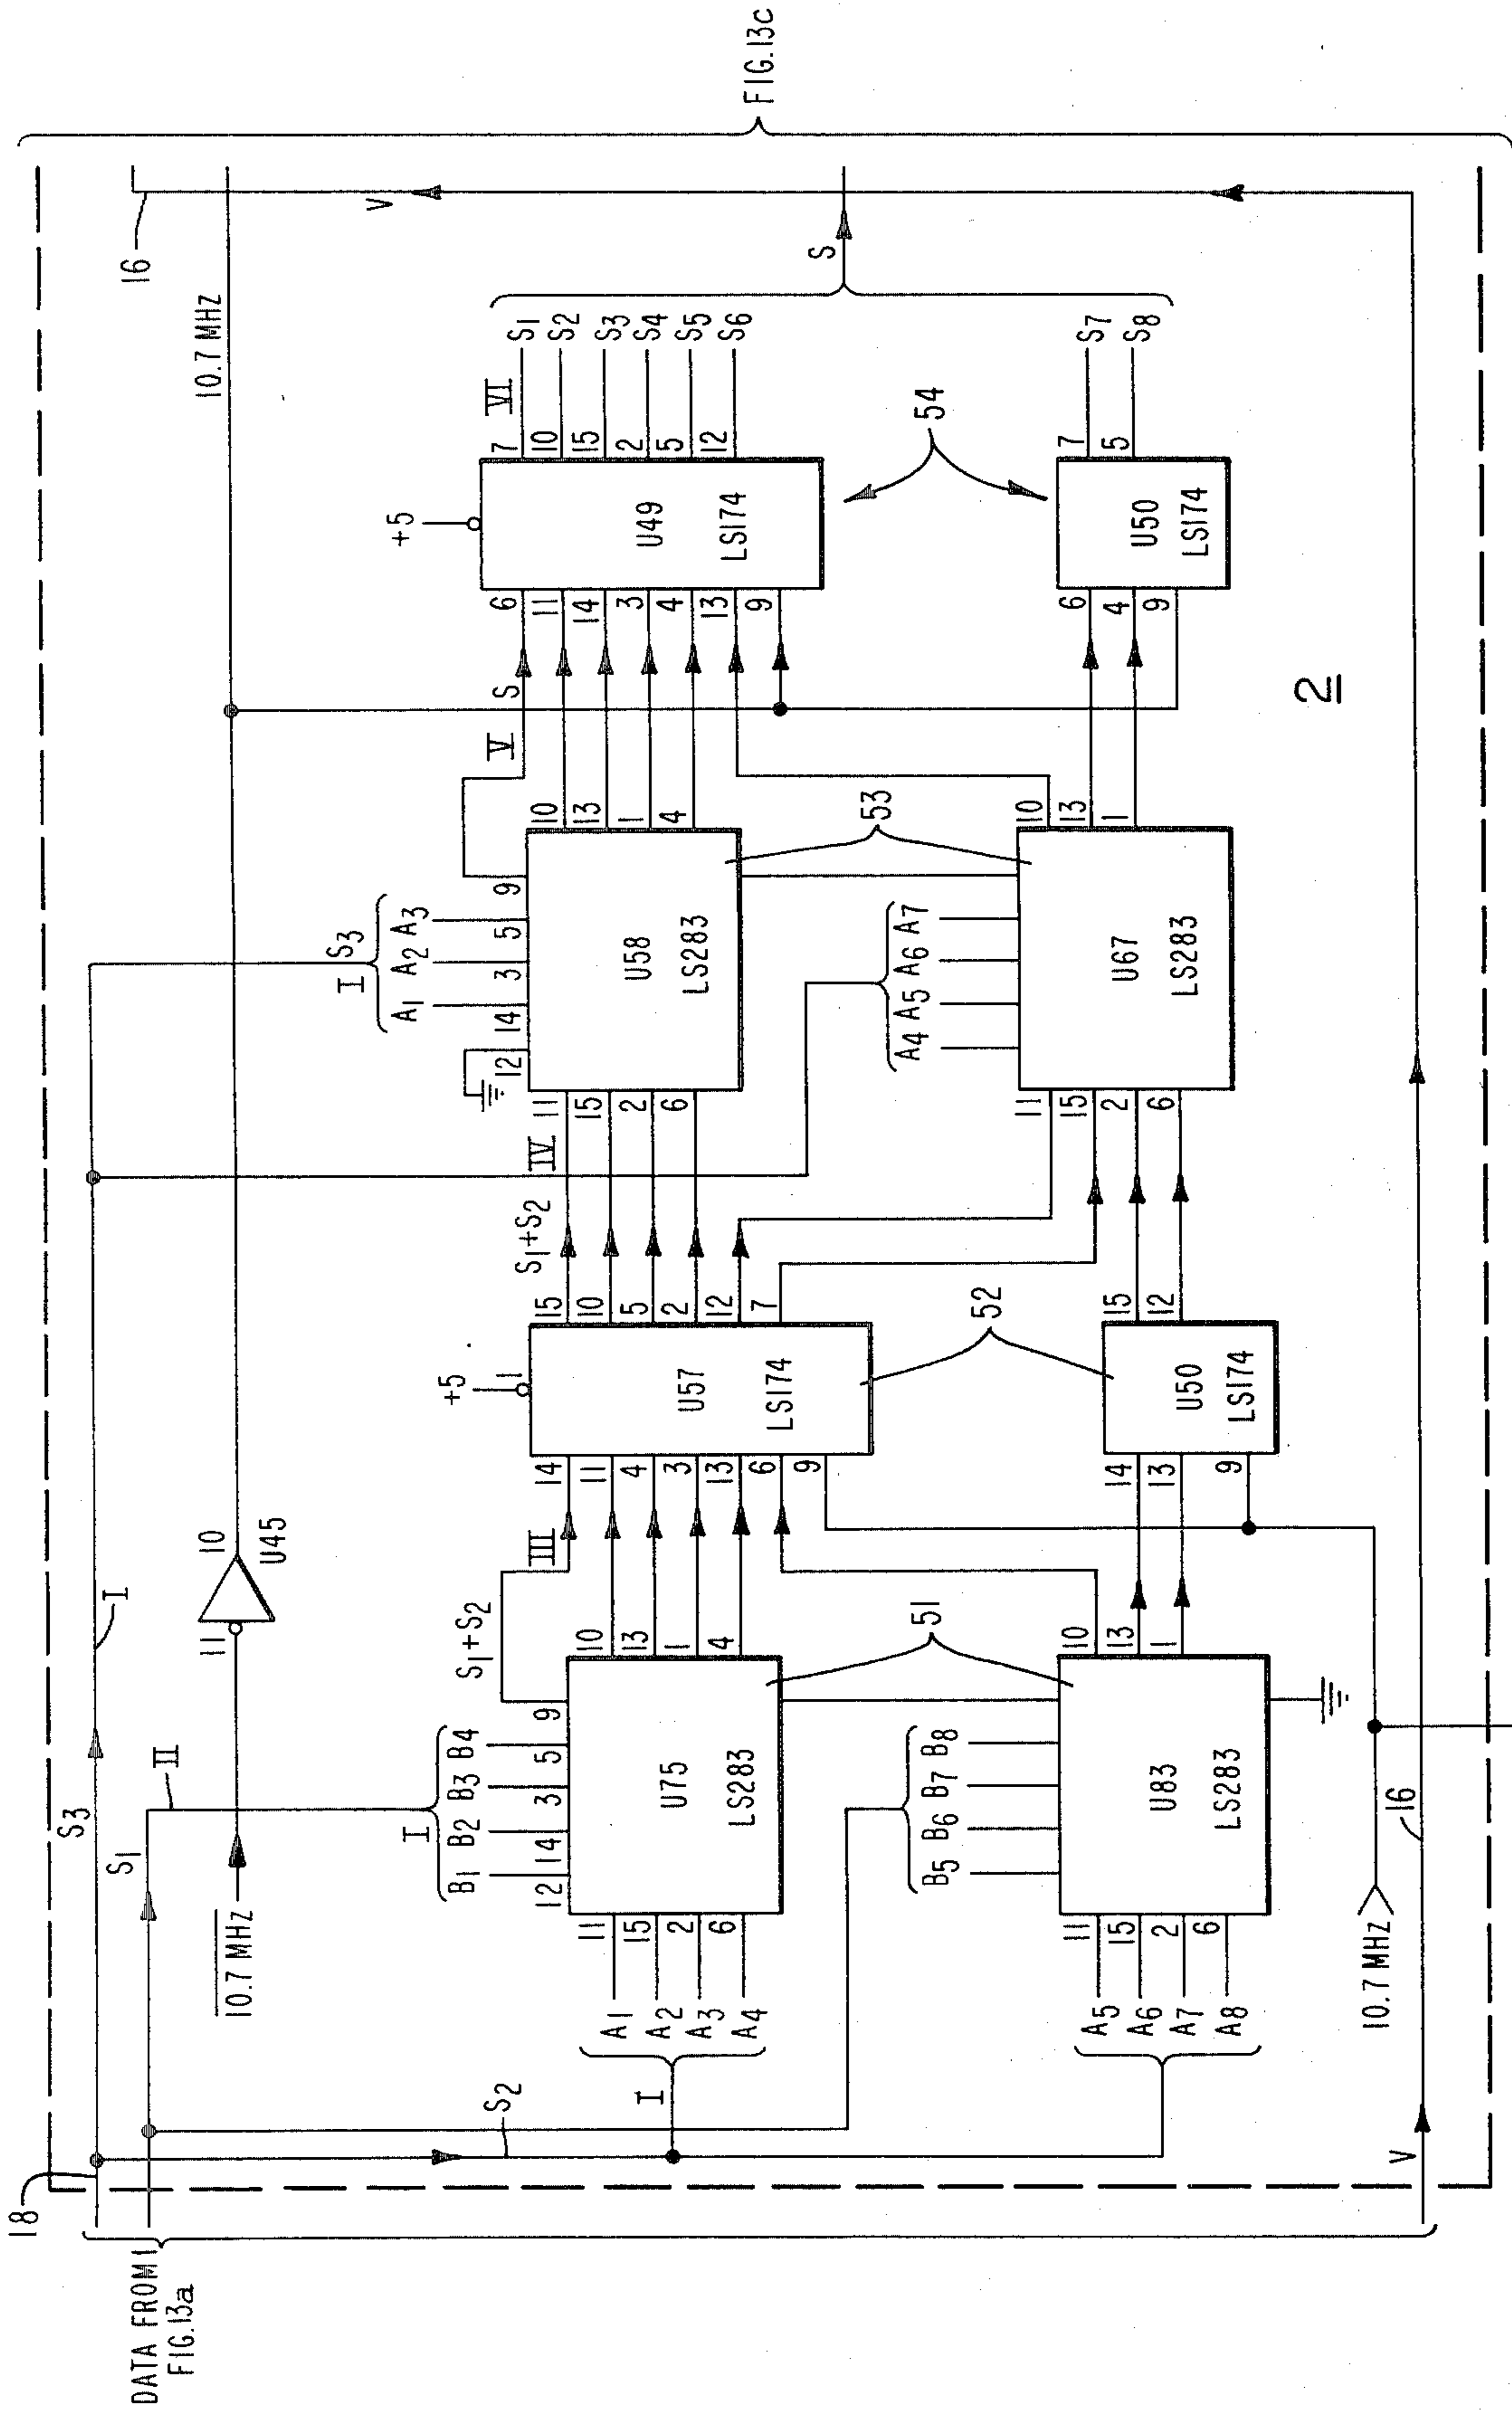 18
S3
I
DATA FROM 1
FIG.13a
S1
II
16
V
10.7 MHZ
11
10
U45
10.7 MHZ
S2
I
I
B1 B2 B3 B4
12 14 3 5 9
S1+S2
III
A1
A2
A3
A4
11
15
2
6
U75
LS283
10
13
1
4
51
+5
1
14
11
4
3
13
6
9
U57
LS174
15
10
5
2
12
7
S1+S2
IV
52
I
S3
A1 A2 A3
12 14 3 5 9
11
15
2
6
U58
LS283
10
13
1
4
V
S
53
+5
6
11
14
3
4
13
9
U49
LS174
7
10
15
2
5
12
VI
S1
S2
S3
S4
S5
S6
S
54
FIG.13c
B5 B6 B7 B8
A5
A6
A7
A8
11
15
2
6
U83
LS283
10
13
1
14
13
9
U50
LS174
15
12
A4 A5 A6 A7
11
15
2
6
U67
LS283
10
13
1
6
4
9
U50
LS174
7
5
S7
S8
2
10.7 MHZ
V
16